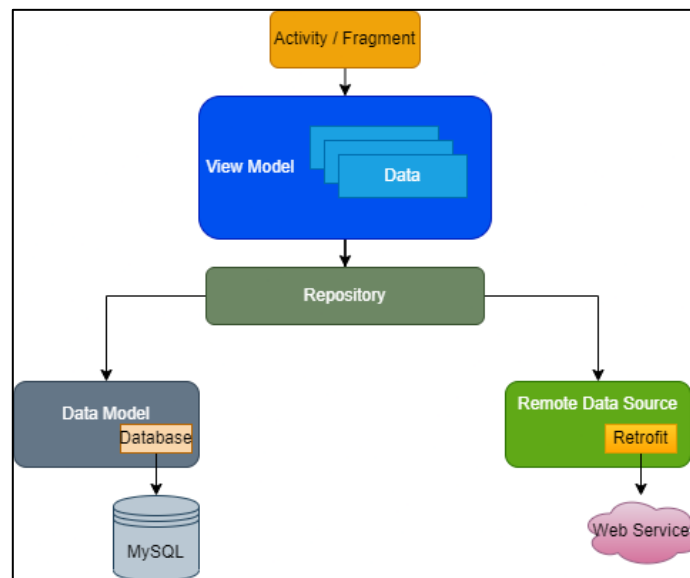 Activity / Fragment
View Model
Data
Repository
Data Model
Database
Remote Data Source
Retrofit
MySQL
Web Service